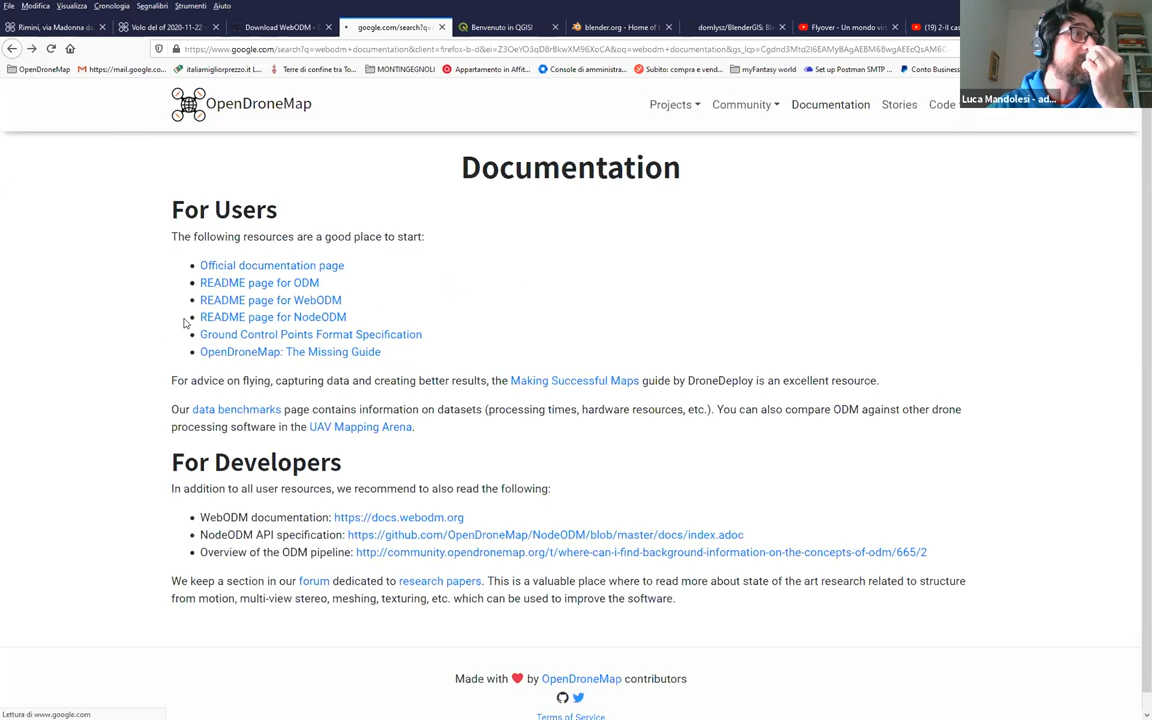 File Modifica Visualizza Cronologia Segnalibri Strumenti Aiuto
Rimini, via Madonna de
Volo del of 2020-11-22 -
Download WebODM -
google.com/search?q=
Benvenuto in QGIS!
blender.org - Home of
domlysz/BlenderGIS: B
Flyover - Un mondo
(19) 2-Il
https://www.google.com/search?q=webodm+documentation&client=firefox-b-d&
OpenDroneMap
https://mail.google.co...
italiamigliorprezzo.it L...
Terre di confine tra To...
MONTINGEGNOLI
Appartamento in Affit...
Console di amministra...
Subito: compra e vend...
myFantasy world
Set up Postman SMTP ...
Conto Business
Luca Mandolesi - ad...
OpenDroneMap
Projects Community Documentation Stories Code
Documentation
For Users
The following resources are a good place to start:
Official documentation page
README page for ODM
README page for WebODM
README page for NodeODM
Ground Control Points Format Specification
OpenDroneMap: The Missing Guide
For advice on flying, capturing data and creating better results, the Making Successful Maps guide by DroneDeploy is an excellent resource.
Our data benchmarks page contains information on datasets (processing times, hardware resources, etc.). You can also compare ODM against other drone
processing software in the UAV Mapping Arena.
For Developers
In addition to all user resources, we recommend to also read the following:
WebODM documentation: https://docs.webodm.org
NodeODM API specification: https://github.com/OpenDroneMap/NodeODM/blob/master/docs/index.adoc
Overview of the ODM pipeline: http://community.opendronemap.org/t/where-can-i-find-background-information-on-the-concepts-of-odm/665/2
We keep a section in our forum dedicated to research papers. This is a valuable place where to read more about state of the art research related to structure
from motion, multi-view stereo, meshing, texturing, etc. which can be used to improve the software.
Made with ❤ by OpenDroneMap contributors
Terms of Service
Lettura di www.google.com